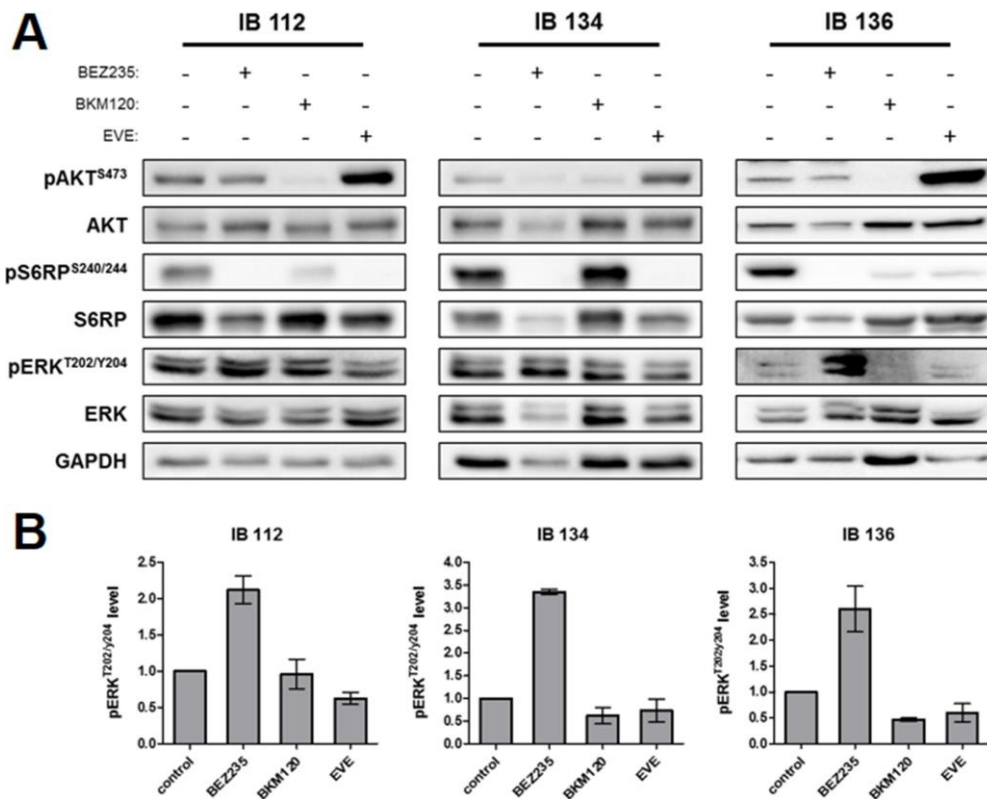 A
IB 112 IB 134 IB 136
BEZ235: - + - - - + - - - + - -
BKM120: - - + - - - + - - - + -
EVE: - - - + - - - + - - - +
pAKTS473
AKT
pS6RPS240/244
S6RP
pERKT202/Y204
ERK
GAPDH
B
IB 112 IB 134 IB 136
pERKT202/y204 level
2.5
2.0
1.5
1.0
0.5
0.0
control BEZ235 BKM120 EVE
pERKT202/y204 level
4.0
3.5
3.0
2.5
2.0
1.5
1.0
0.5
0.0
control BEZ235 BKM120 EVE
pERKT202/y204 level
3.5
3.0
2.5
2.0
1.5
1.0
0.5
0.0
control BEZ235 BKM120 EVE